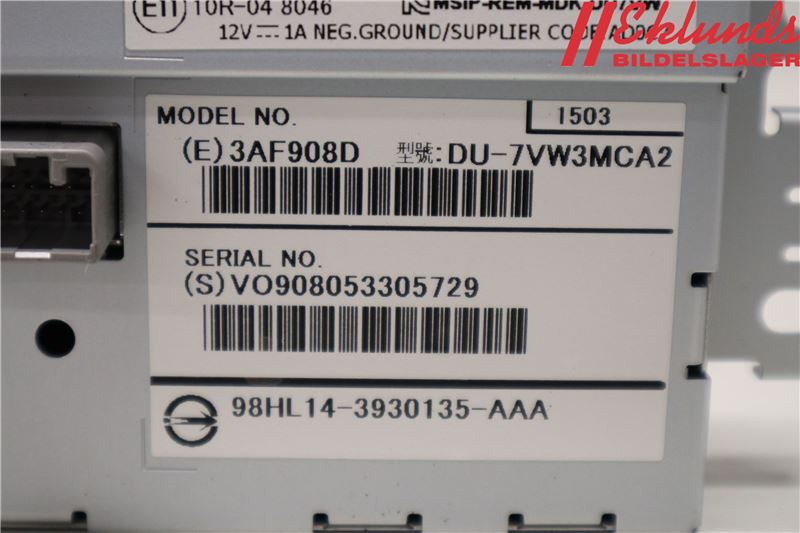 E11 10R-04 8046
12V⎓1A NEG.GROUND/SUPPLIER CODE
Eklunds
BILDELSLAGER
MODEL NO.
1503
(E)3AF908D 型號:DU-7VW3MCA2
SERIAL NO.
(S)VO908053305729
98HL14-3930135-AAA